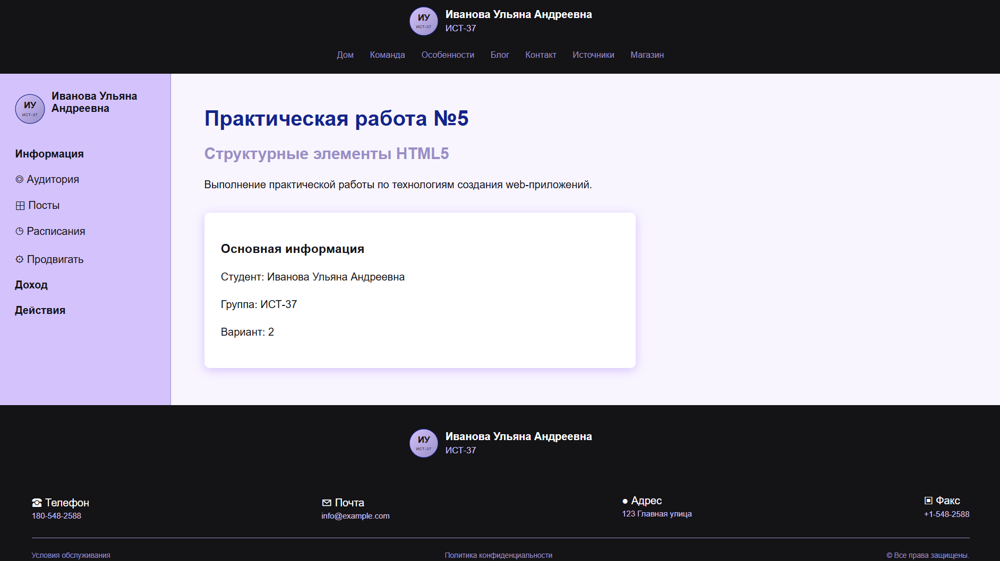 ИУ
ИСТ-37
Иванова Ульяна Андреевна
ИСТ-37
Дом Команда Особенности Блог Контакт Источники Магазин
ИУ
ИСТ-37
Иванова Ульяна
Андреевна
Информация
Аудитория
Посты
Расписания
Продвигать
Доход
Действия
Практическая работа №5
Структурные элементы HTML5
Выполнение практической работы по технологиям создания web-приложений.
Основная информация
Студент: Иванова Ульяна Андреевна
Группа: ИСТ-37
Вариант: 2
ИУ
ИСТ-37
Иванова Ульяна Андреевна
ИСТ-37
Телефон
180-548-2588
Почта
info@example.com
Адрес
123 Главная улица
Факс
+1-548-2588
Условия обслуживания Политика конфиденциальности © Все права защищены.